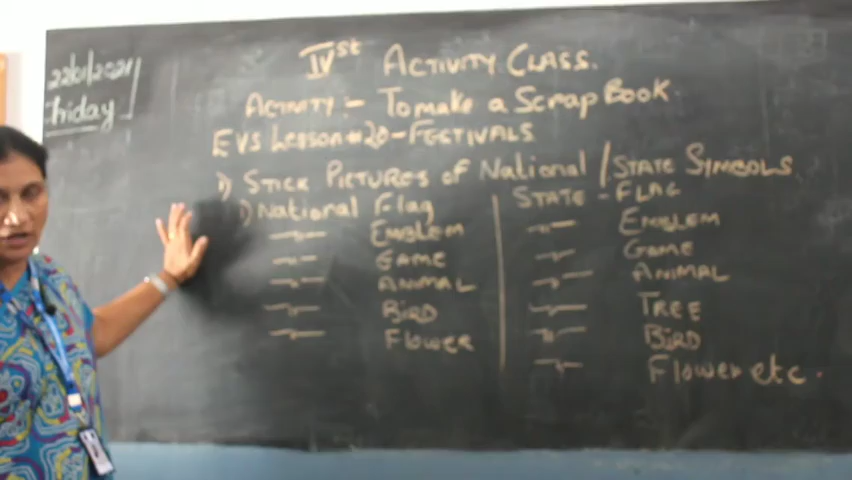 22/01/2021
Friday
IVst ACTIVITY CLASS.
ACTIVITY:- To make a Scrap Book.
EVS Lesson # 20 - FESTIVALS
1) STICK PICTURES of National / STATE SYMBOLS
1) National Flag
EMBLEM
GAME
ANIMAL
BIRD
Flower
STATE - FLAG
EMBLEM
GAME
ANIMAL
TREE
BIRD
Flower etc.